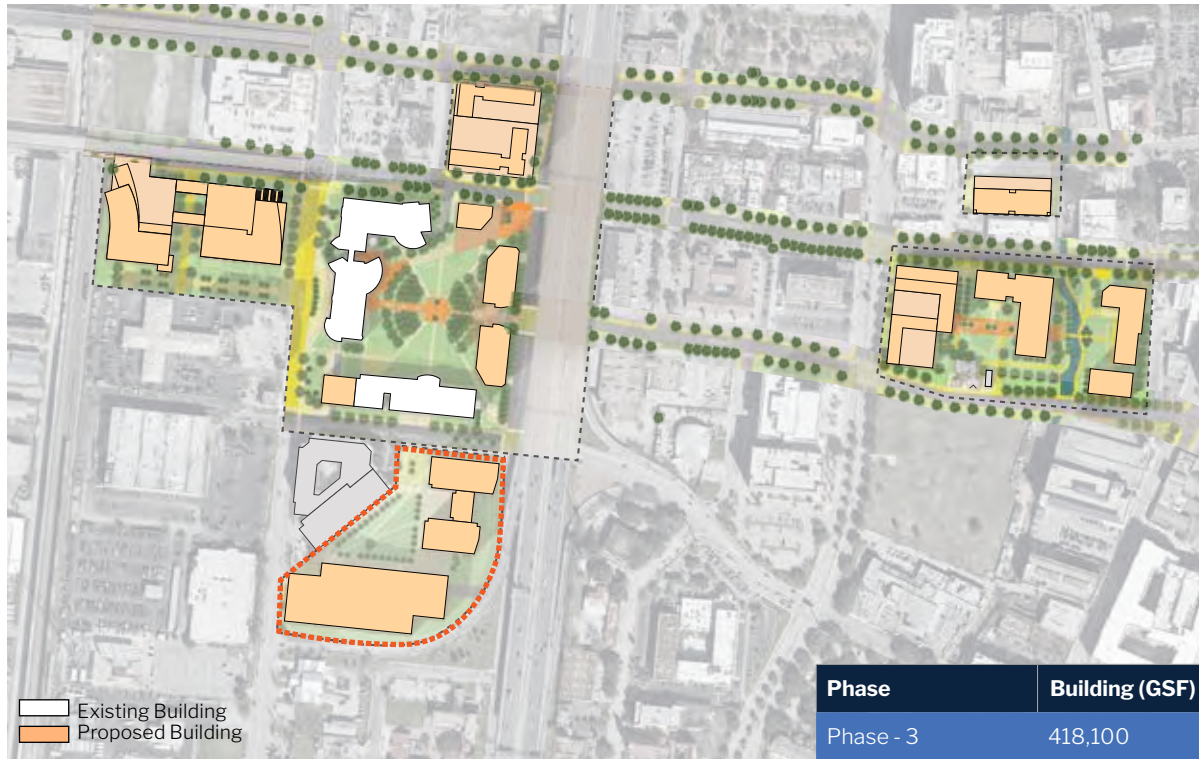 Existing Building
Proposed Building
Phase Building (GSF)
Phase - 3 418,100